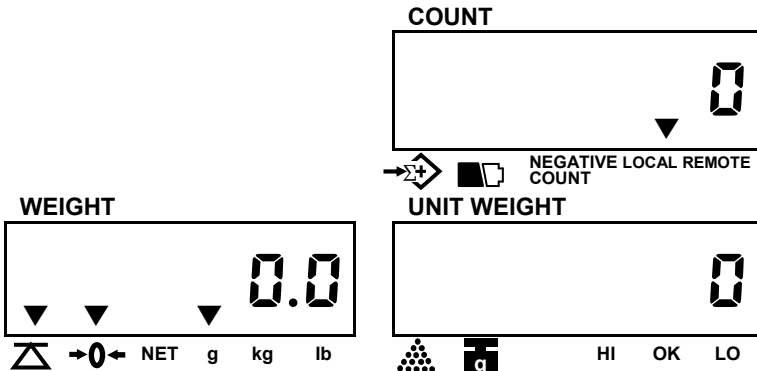 COUNT
0
NEGATIVE LOCAL REMOTE
COUNT
WEIGHT
0.0
→0← NET g kg lb
UNIT WEIGHT
0
g HI OK LO